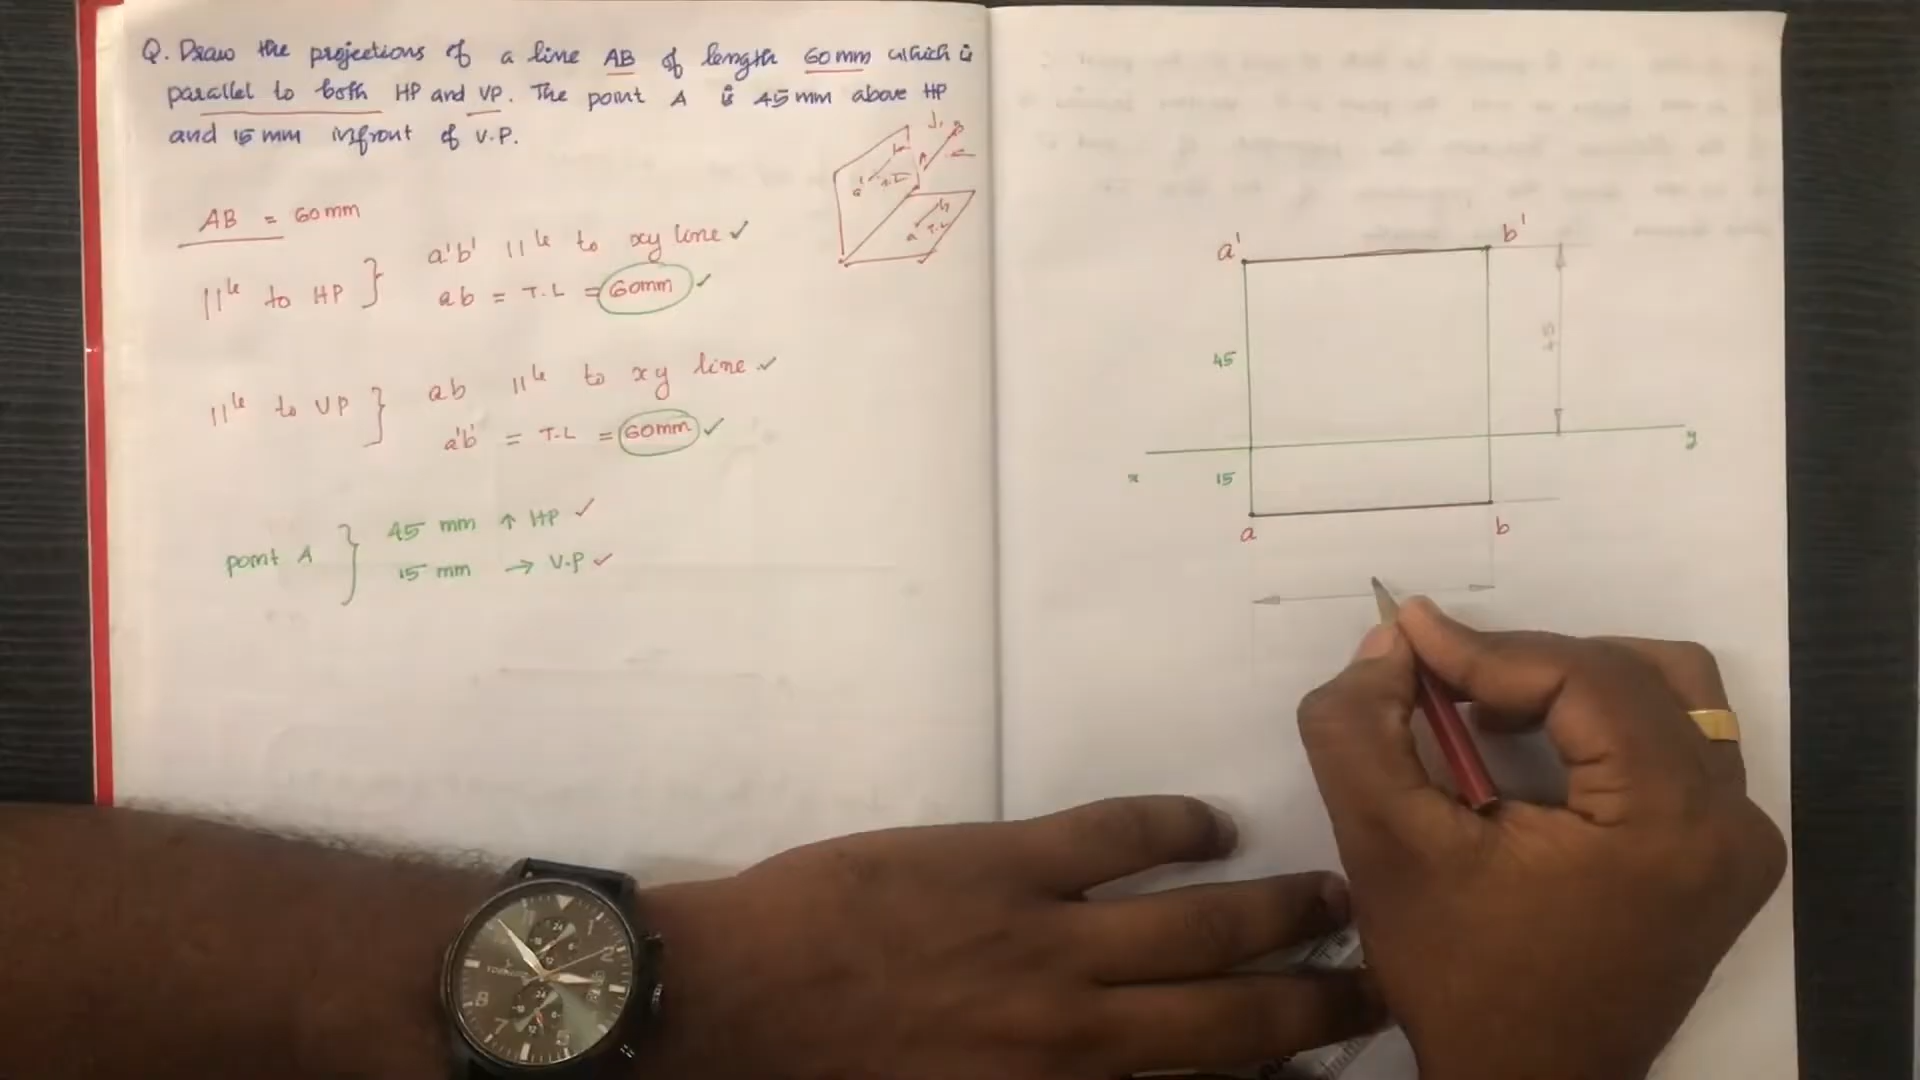 Q. Draw the projections of a line AB of length 60mm which is
parallel to both HP and VP. The point A is 45mm above HP
and 15mm infront of V.P.
AB = 60mm
||le to HP } a'b' ||le to xy line ✓
ab = T.L = 60mm ✓
||le to VP } ab ||le to xy line ✓
a'b' = T.L = 60mm ✓
point A } 45 mm ↑ HP ✓
15 mm → V.P ✓
a' b'
45 45
x y
15
a b